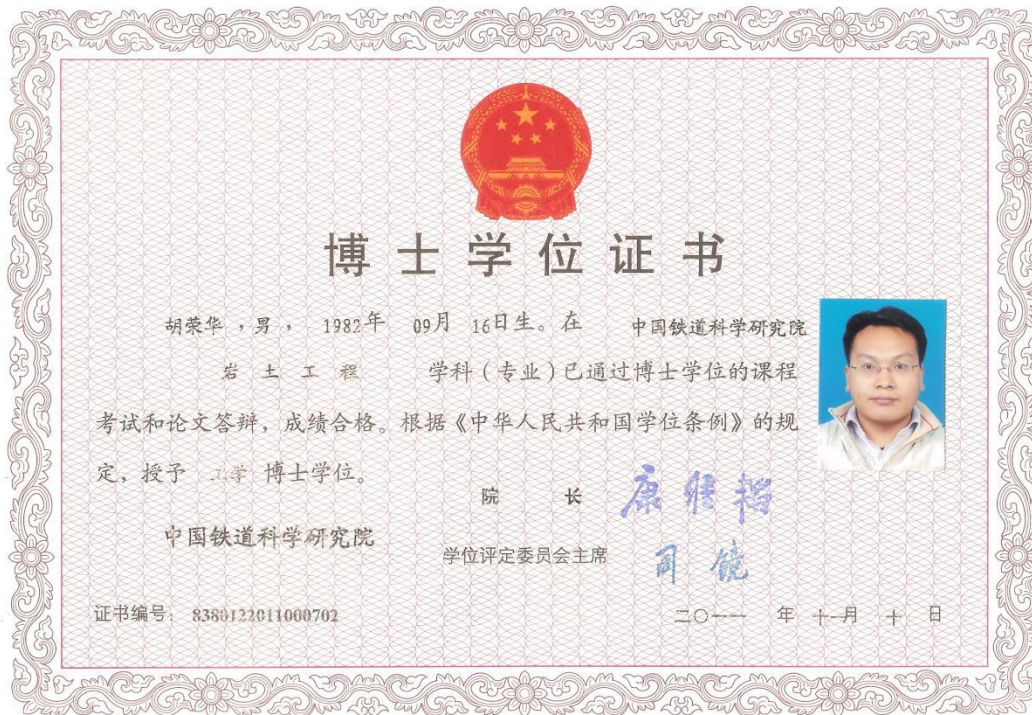 博士学位证书
胡荣华，男， 1982年 09月 16日生。在 中国铁道科学研究院
岩土工程 学科（专业）已通过博士学位的课程
考试和论文答辩，成绩合格。根据《中华人民共和国学位条例》的规
定，授予 工学 博士学位。
院 长 康熊
中国铁道科学研究院
学位评定委员会主席 周镜
证书编号：8380122011000702
二〇一一 年 十一月 十 日